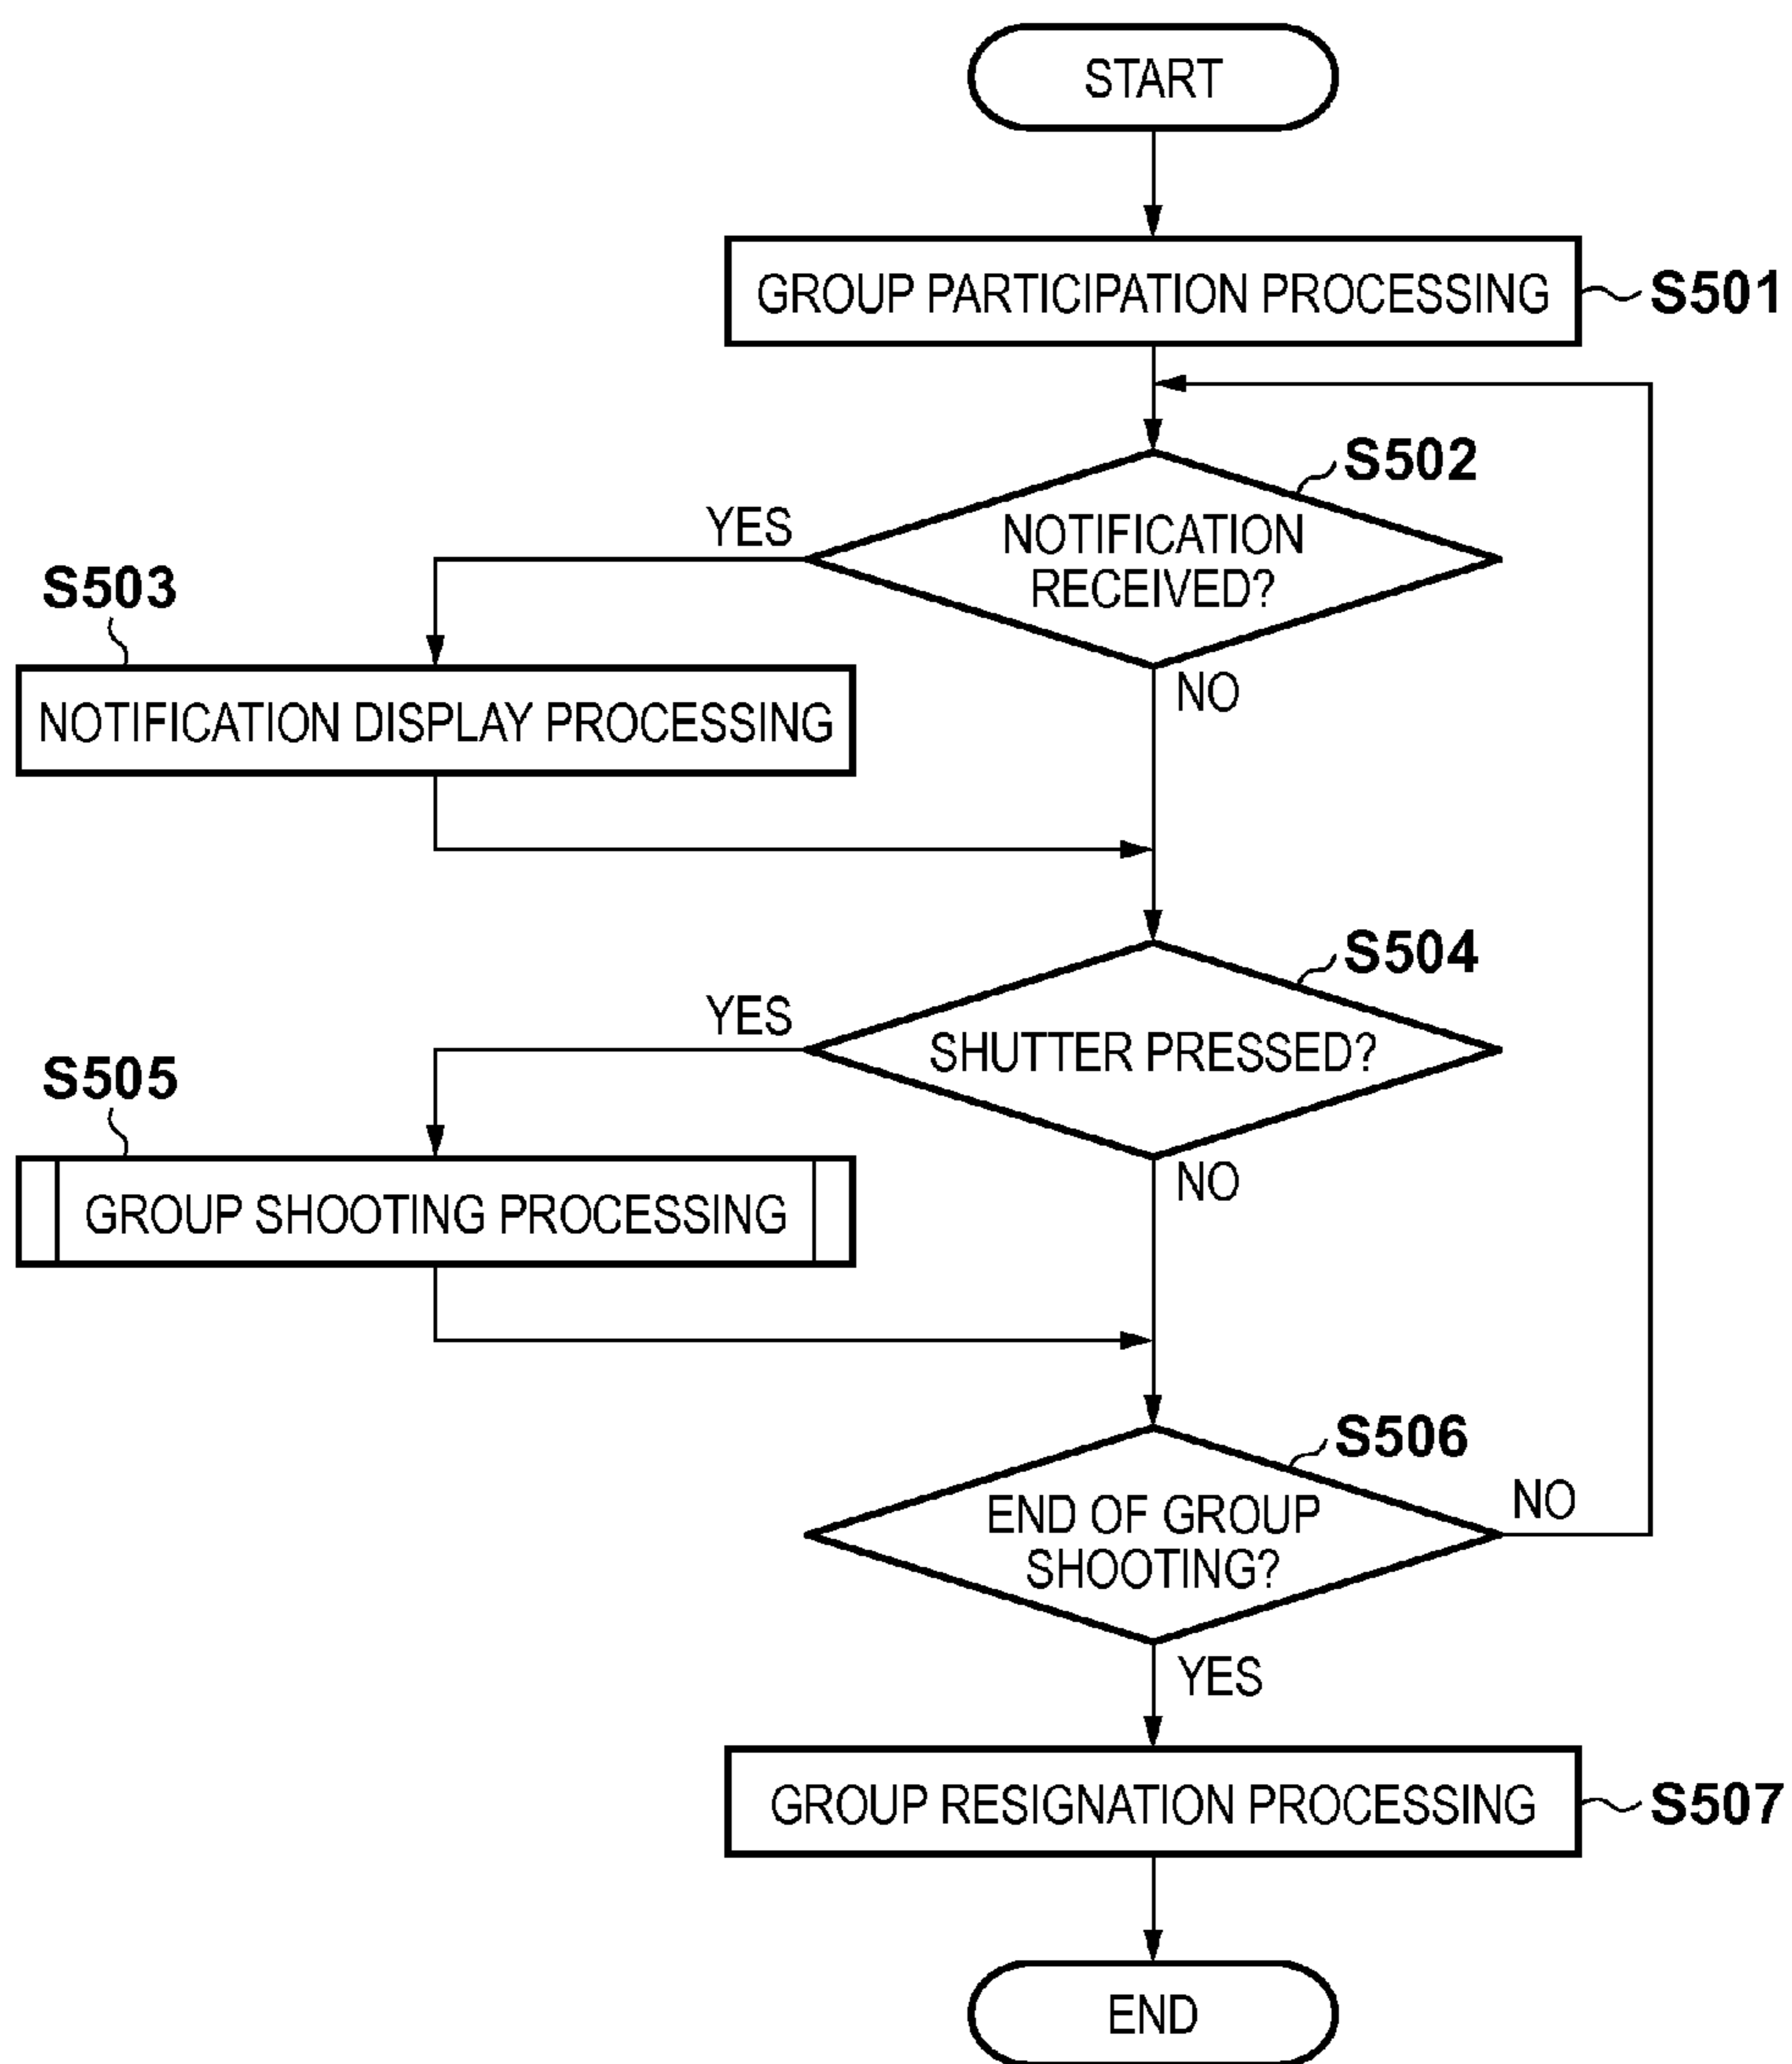 START
GROUP PARTICIPATION PROCESSING
S501
S502
NOTIFICATION
RECEIVED?
YES
NO
S503
NOTIFICATION DISPLAY PROCESSING
S504
SHUTTER PRESSED?
YES
NO
S505
GROUP SHOOTING PROCESSING
S506
END OF GROUP
SHOOTING?
NO
YES
GROUP RESIGNATION PROCESSING
S507
END